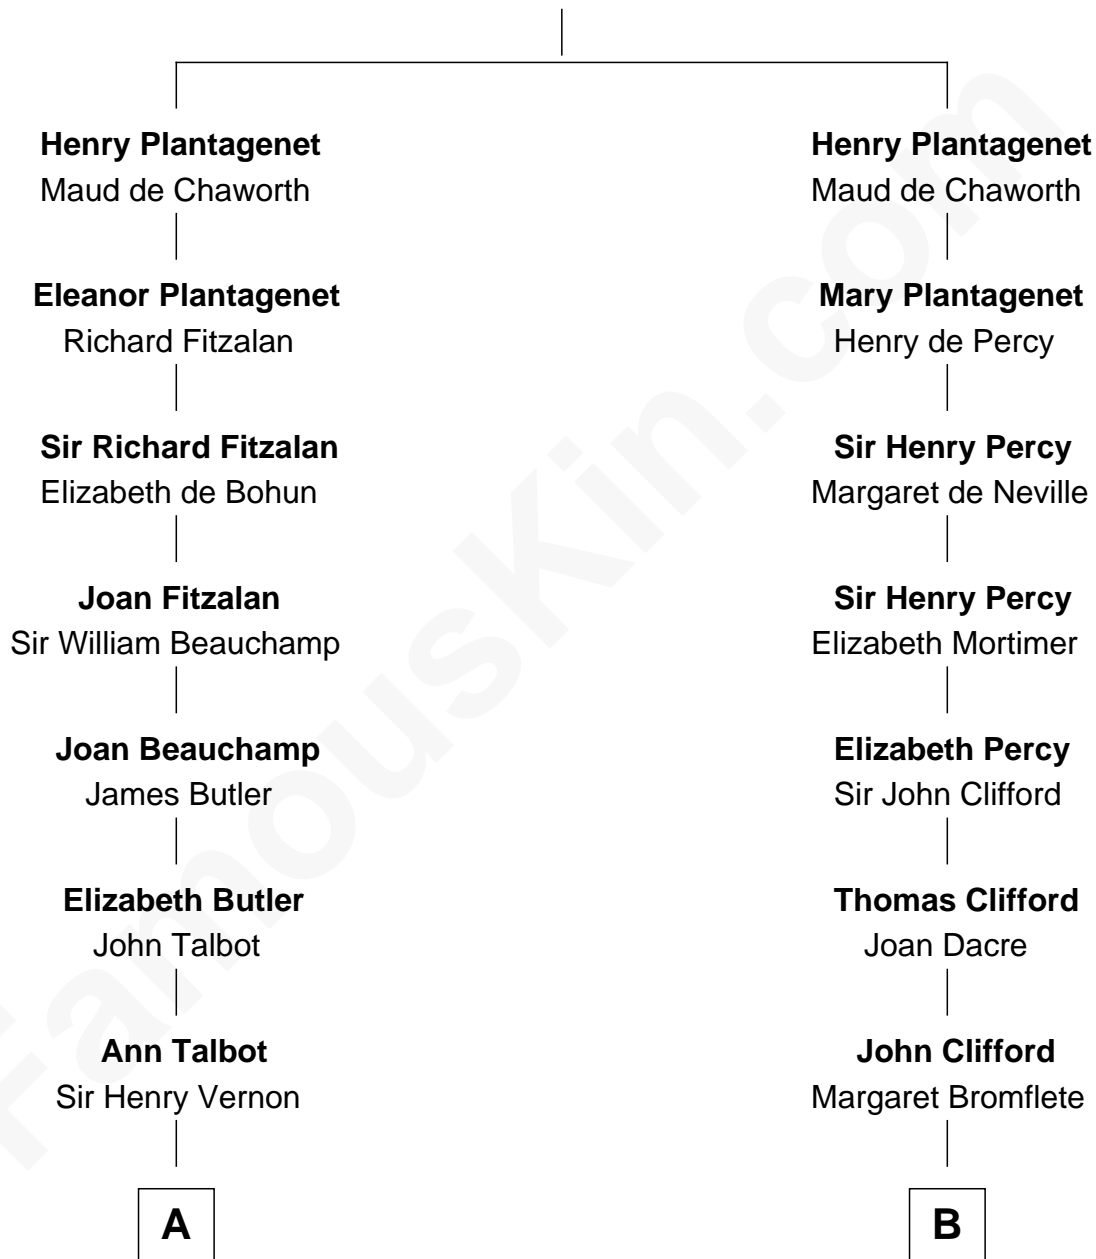 Henry Plantagenet
Maud de Chaworth
Eleanor Plantagenet
Richard Fitzalan
Sir Richard Fitzalan
Elizabeth de Bohun
Joan Fitzalan
Sir William Beauchamp
Joan Beauchamp
James Butler
Elizabeth Butler
John Talbot
Ann Talbot
Sir Henry Vernon
A
Henry Plantagenet
Maud de Chaworth
Mary Plantagenet
Henry de Percy
Sir Henry Percy
Margaret de Neville
Sir Henry Percy
Elizabeth Mortimer
Elizabeth Percy
Sir John Clifford
Thomas Clifford
Joan Dacre
John Clifford
Margaret Bromflete
B
FamousKin.com